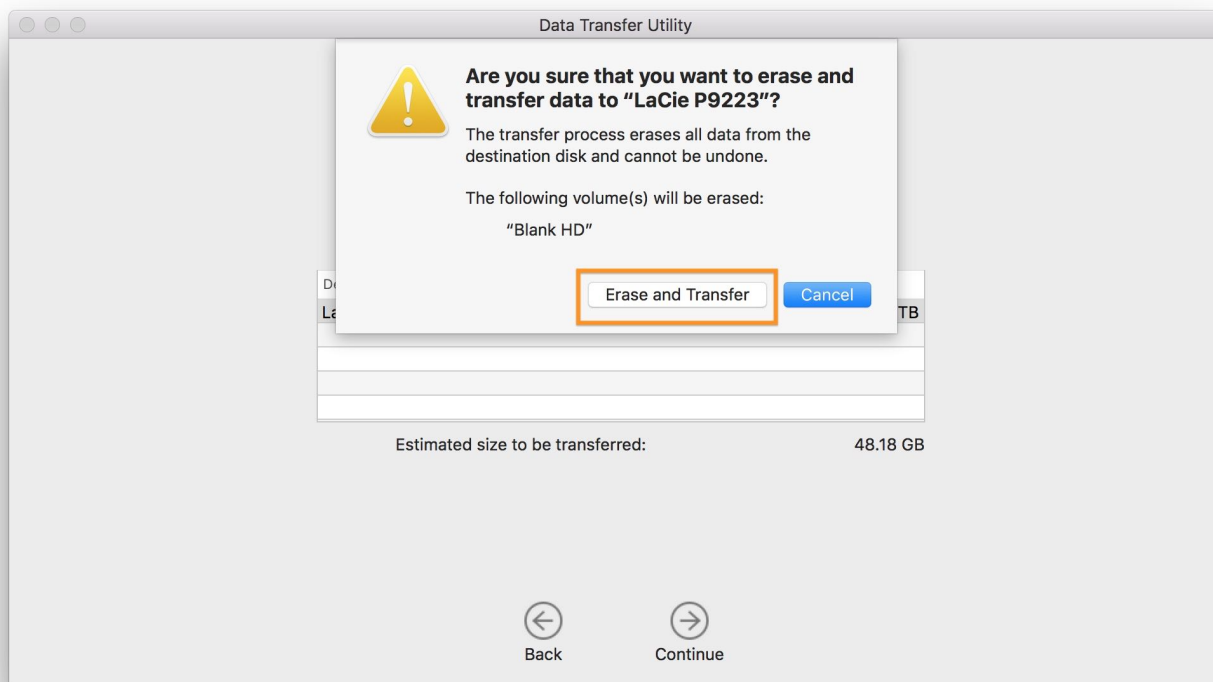 Data Transfer Utility
Are you sure that you want to erase and
transfer data to “LaCie P9223”?
The transfer process erases all data from the
destination disk and cannot be undone.
The following volume(s) will be erased:
“Blank HD”
Erase and Transfer
Cancel
TB
Estimated size to be transferred:
48.18 GB
Back
Continue